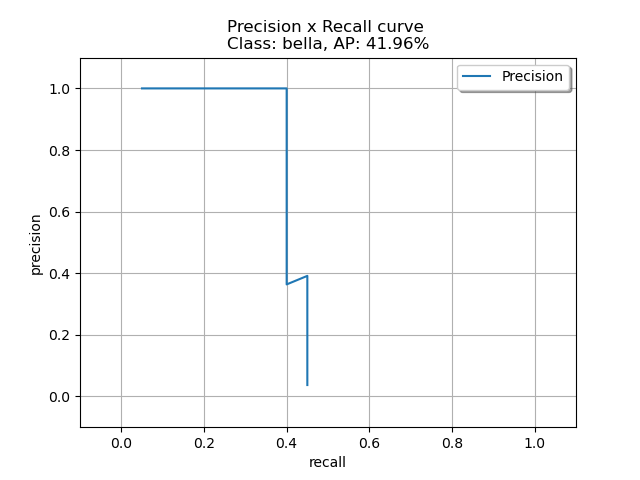 Precision x Recall curve
Class: bella, AP: 41.96%
Precision
1.0
0.8
0.6
0.4
0.2
0.0
precision
0.0 0.2 0.4 0.6 0.8 1.0
recall